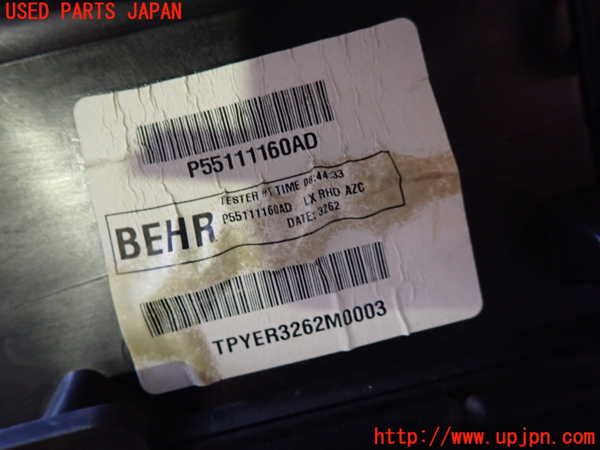 USED PARTS JAPAN
P55111160AD
TESTER #1 TIME 08:44:33
BEHR
P55111160AD LX RHD AZC
DATE: 3262
TPYER3262M0003
http://www.upjpn.com